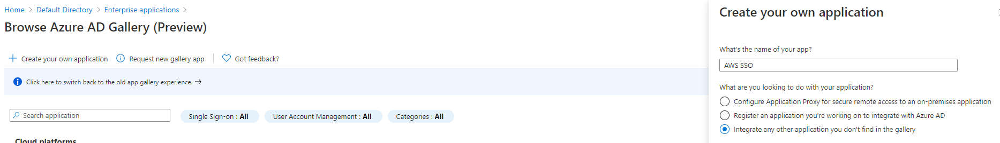 Home > Default Directory > Enterprise applications >
Browse Azure AD Gallery (Preview)
+ Create your own application Request new gallery app Got feedback?
Click here to switch back to the old app gallery experience. →
Search application Single Sign-on : All User Account Management : All Categories : All
Cloud platforms
Create your own application
What's the name of your app?
AWS SSO
What are you looking to do with your application?
Configure Application Proxy for secure remote access to an on-premises application
Register an application you're working on to integrate with Azure AD
Integrate any other application you don't find in the gallery